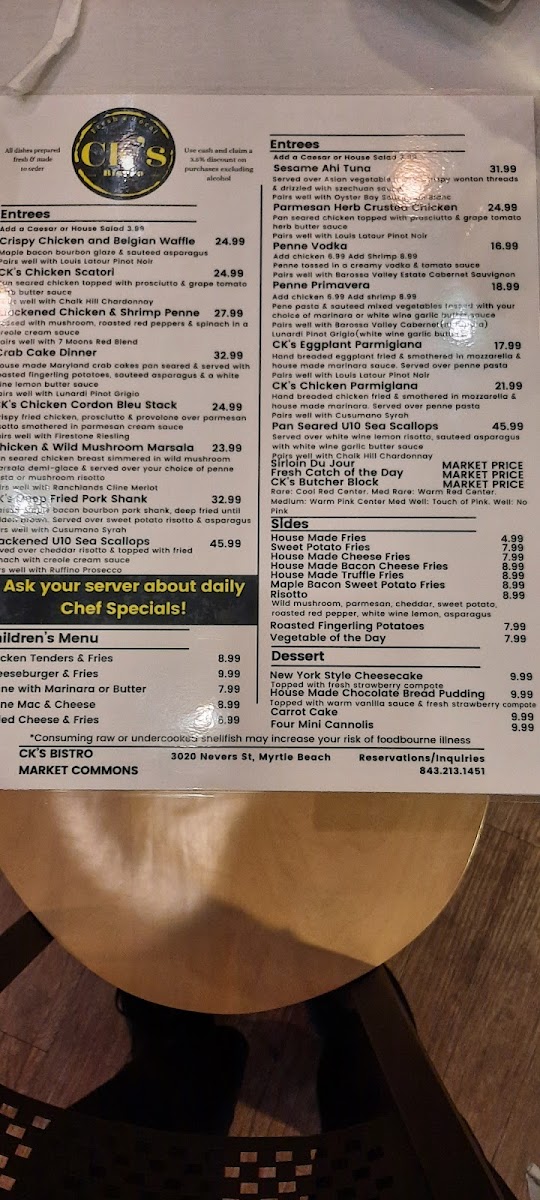 All dishes prepared
fresh & made
to order
CK's
Use cash and claim a
3.5% discount on
purchases excluding
alcohol
Entrees
Add a Caesar or House Salad 3.99
Crispy Chicken and Belgian Waffle 24.99
Maple bacon bourbon glaze & sauteed asparagus
Pairs well with Louis Latour Pinot Noir
CK's Chicken Scatori 24.99
seared chicken topped with prosciutto & grape tomato
butter sauce
well with Chalk Hill Chardonnay
Blackened Chicken & Shrimp Penne 27.99
with mushroom, roasted red peppers & spinach in a
creole cream sauce
Pairs well with 7 Moons Red Blend
Crab Cake Dinner 32.99
House made Maryland crab cakes pan seared & served with
roasted fingerling potatoes, sauteed asparagus & a white
wine lemon butter sauce
Pairs well with Lunardi Pinot Grigio
CK's Chicken Cordon Bleu Stack 24.99
Crispy fried chicken, prosciutto & provolone over parmesan
risotto smothered in parmesan cream sauce
Pairs well with Firestone Riesling
Chicken & Wild Mushroom Marsala 23.99
seared chicken breast simmered in wild mushroom
marsala demi-glace & served over your choice of penne
pasta or mushroom risotto
well with Ranchlands Cline Merlot
CK's Deep Fried Pork Shank 32.99
bacon bourbon pork shank, deep fried until
brown. Served over sweet potato risotto & asparagus
well with Cusumano Syrah
Blackened U10 Sea Scallops 45.99
Served over cheddar risotto & topped with fried
spinach with creole cream sauce
well with Ruffino Prosecco
Ask your server about daily
Chef Specials!
Children's Menu
Chicken Tenders & Fries 8.99
Cheeseburger & Fries 9.99
with Marinara or Butter 7.99
Mac & Cheese 8.99
Cheese & Fries
Entrees
Add a Caesar or House Salad 3.99
Sesame Ahi Tuna 31.99
Served over Asian vegetable crispy wonton threads
& drizzled with szechuan sauce
Pairs well with Oyster Bay Blanc
Parmesan Herb Crusted Chicken 24.99
Pan seared chicken topped with prosciutto & grape tomato
herb butter sauce
Pairs well with Louis Latour Pinot Noir
Penne Vodka 16.99
Add chicken 6.99 Add Shrimp 8.99
Penne tossed in a creamy vodka & tomato sauce
Pairs well with Barossa Valley Estate Cabernet Sauvignon
Penne Primavera 18.99
Add chicken 6.99 Add shrimp 8.99
Pene pasta & sauteed mixed vegetables tossed with your
choice of marinara or white wine garlic butter sauce
Pairs well with Barossa Valley Cabernet(marinara)
Lunardi Pinot Grigio(white wine garlic butter)
CK's Eggplant Parmigiana 17.99
Hand breaded eggplant fried & smothered in mozzarella &
house made marinara sauce. Served over penne pasta
Pairs well with Louis Latour Pinot Noir
CK's Chicken Parmigiana 21.99
Hand breaded chicken fried & smothered in mozzarella &
house made marinara. Served over penne pasta
Pairs well with Cusumano Syrah
Pan Seared U10 Sea Scallops 45.99
Served over white wine lemon risotto, sauteed asparagus
with white wine garlic butter sauce
Pairs well with Chalk Hill Chardonnay
Sirloin Du Jour MARKET PRICE
Fresh Catch of the Day MARKET PRICE
CK's Butcher Block MARKET PRICE
Rare: Cool Red Center. Med Rare: Warm Red Center.
Medium: Warm Pink Center Med Well: Touch of Pink. Well: No
Pink
Sides
House Made Fries 4.99
Sweet Potato Fries 7.99
House Made Cheese Fries 7.99
House Made Bacon Cheese Fries 8.99
House Made Truffle Fries 8.99
Maple Bacon Sweet Potato Fries 8.99
Risotto 8.99
Wild mushroom, parmesan, cheddar, sweet potato,
roasted red pepper, white wine lemon, asparagus
Roasted Fingerling Potatoes 7.99
Vegetable of the Day 7.99
Dessert
New York Style Cheesecake 9.99
Topped with fresh strawberry compote
House Made Chocolate Bread Pudding 9.99
Topped with warm vanilla sauce & fresh strawberry compote
Carrot Cake 9.99
Four Mini Cannolis 9.99
*Consuming raw or undercooked shellfish may increase your risk of foodbourne illness
CK'S BISTRO
MARKET COMMONS
3020 Nevers St, Myrtle Beach
Reservations/Inquiries
843.213.1451